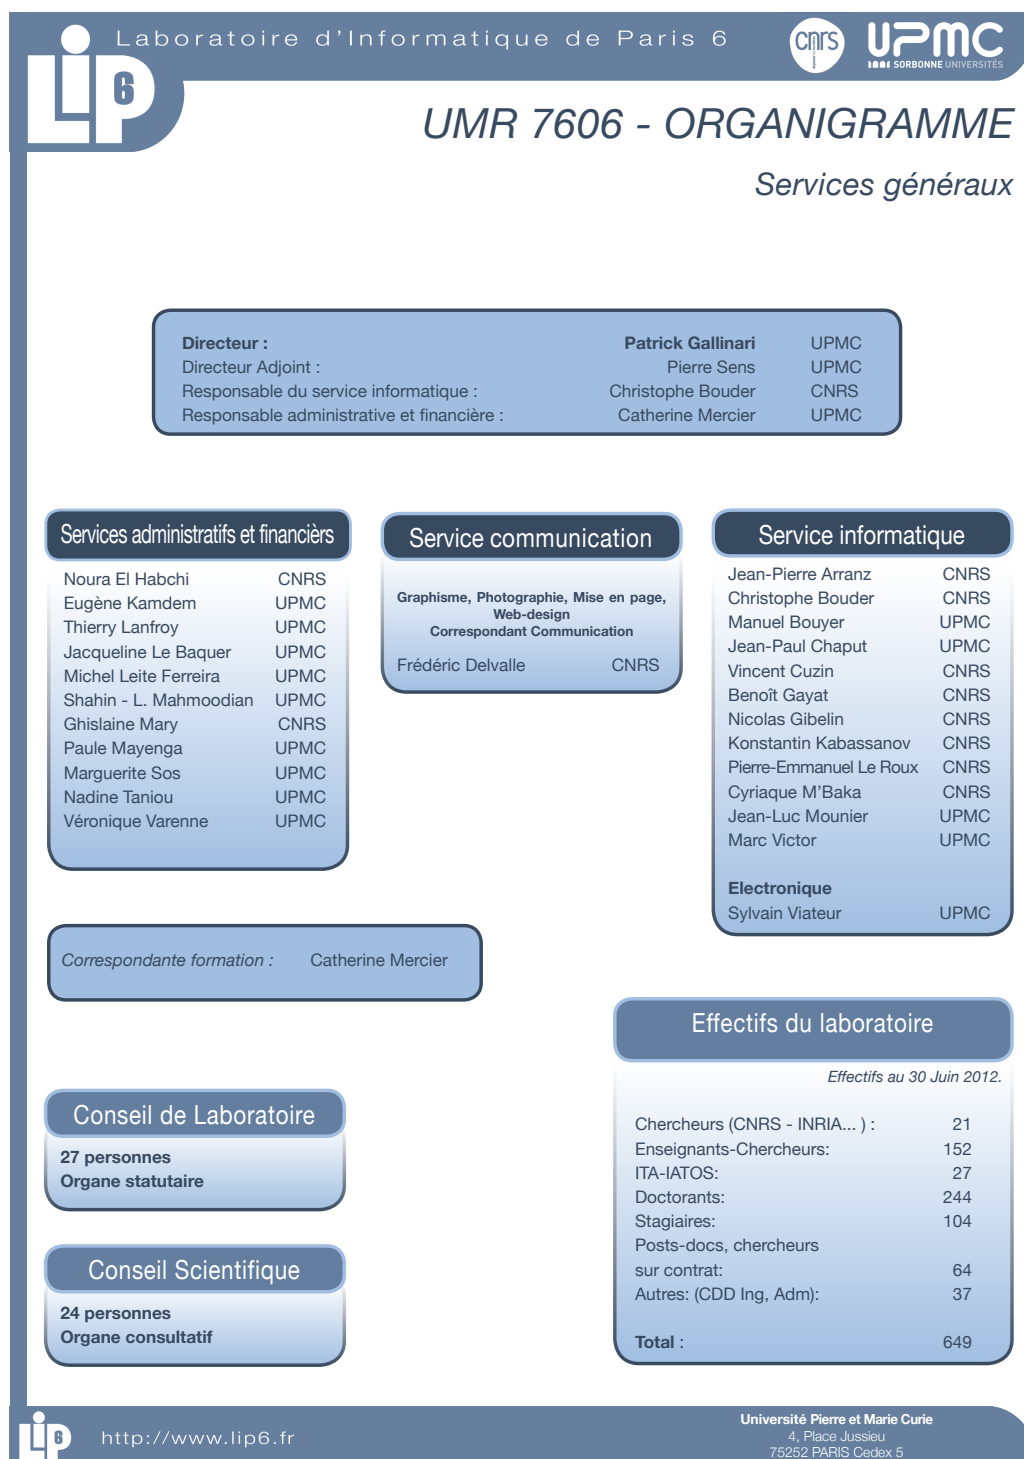 Laboratoire d'Informatique de Paris 6
LIP 6
cnrs
UPMC
SORBONNE UNIVERSITÉS
UMR 7606 - ORGANIGRAMME
Services généraux
Directeur : Patrick Gallinari UPMC
Directeur Adjoint : Pierre Sens UPMC
Responsable du service informatique : Christophe Bouder CNRS
Responsable administrative et financière : Catherine Mercier UPMC
Services administratifs et financièrs
Noura El Habchi CNRS
Eugène Kamdem UPMC
Thierry Lanfroy UPMC
Jacqueline Le Baquer UPMC
Michel Leite Ferreira UPMC
Shahin - L. Mahmoodian UPMC
Ghislaine Mary CNRS
Paule Mayenga UPMC
Marguerite Sos UPMC
Nadine Taniou UPMC
Véronique Varenne UPMC
Service communication
Graphisme, Photographie, Mise en page,
Web-design
Correspondant Communication
Frédéric Delvalle CNRS
Service informatique
Jean-Pierre Arranz CNRS
Christophe Bouder CNRS
Manuel Bouyer UPMC
Jean-Paul Chaput UPMC
Vincent Cuzin CNRS
Benoît Gayat CNRS
Nicolas Gibelin CNRS
Konstantin Kabassanov CNRS
Pierre-Emmanuel Le Roux CNRS
Cyriaque M'Baka CNRS
Jean-Luc Mounier UPMC
Marc Victor UPMC
Electronique
Sylvain Viateur UPMC
Correspondante formation : Catherine Mercier
Effectifs du laboratoire
Effectifs au 30 Juin 2012.
Chercheurs (CNRS - INRIA... ) : 21
Enseignants-Chercheurs: 152
ITA-IATOS: 27
Doctorants: 244
Stagiaires: 104
Posts-docs, chercheurs
sur contrat: 64
Autres: (CDD Ing, Adm): 37
Total : 649
Conseil de Laboratoire
27 personnes
Organe statutaire
Conseil Scientifique
24 personnes
Organe consultatif
LIP 6
http://www.lip6.fr
Université Pierre et Marie Curie
4, Place Jussieu
75252 PARIS Cedex 5